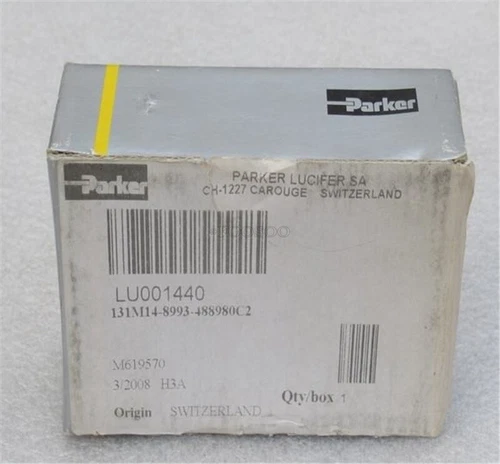 Parker
Parker
PARKER LUCIFER SA
CH-1227 CAROUGE SWITZERLAND
LU001440
131M14-8993-488980C2
M619570
3/2008 H3A
Qty/box 1
Origin SWITZERLAND